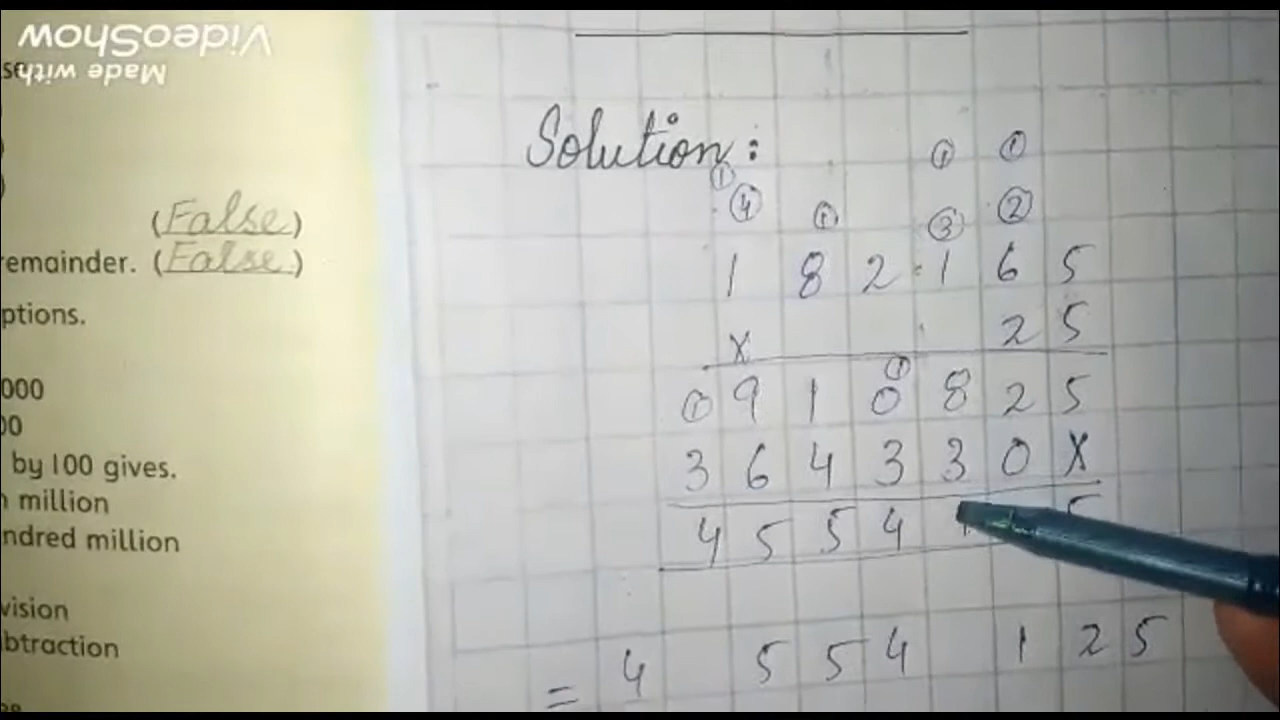 Made with
VideoShow
(False)
remainder. (False)
ptions.
000
00
by 100 gives.
million
ndred million
vision
btraction
Solution:
① ①
① ④ ① ③ ②
1 8 2 1 6 5
x 2 5
①
① 9 1 0 8 2 5
3 6 4 3 3 0 X
4 5 5 4 5
= 4 5 5 4 1 2 5